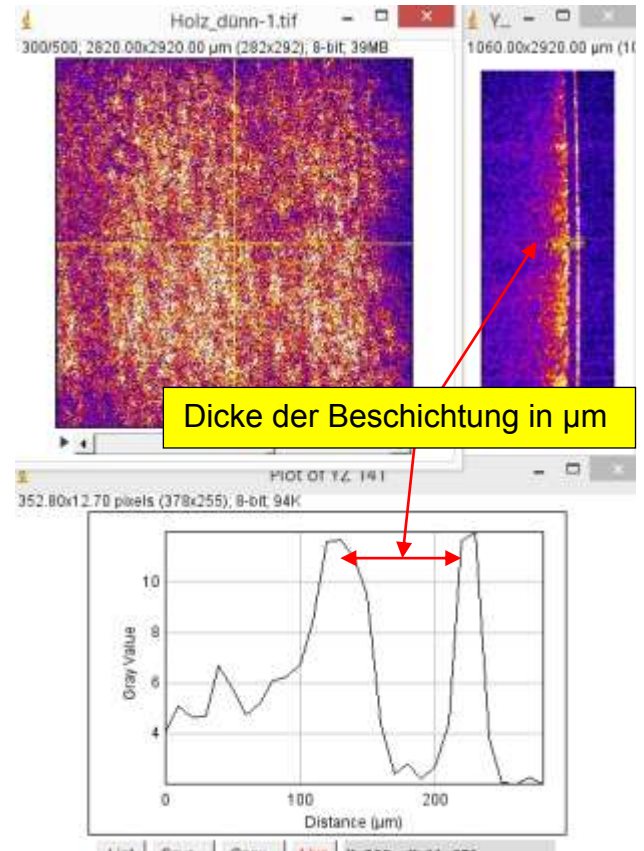 Holz_dünn-1.tif
Y_
300/500; 2820.00x2920.00 µm (282x292); 8-bit; 39MB
1060.00x2920.00 µm (10
Dicke der Beschichtung in µm
Plot of YZ 141
352.80x12.70 pixels (378x255); 8-bit; 94K
10
8
6
4
Gray Value
0
100
200
Distance (µm)